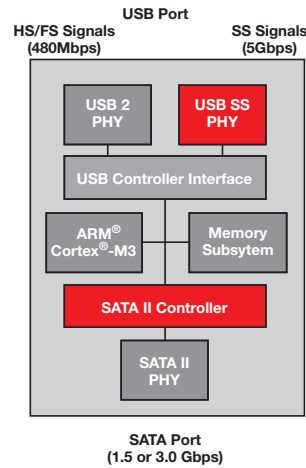 USB Port
HS/FS Signals
(480Mbps)
SS Signals
(5Gbps)
USB 2
PHY
USB SS
PHY
USB Controller Interface
ARM®
Cortex®-M3
Memory
Subsytem
SATA II Controller
SATA II
PHY
SATA Port
(1.5 or 3.0 Gbps)